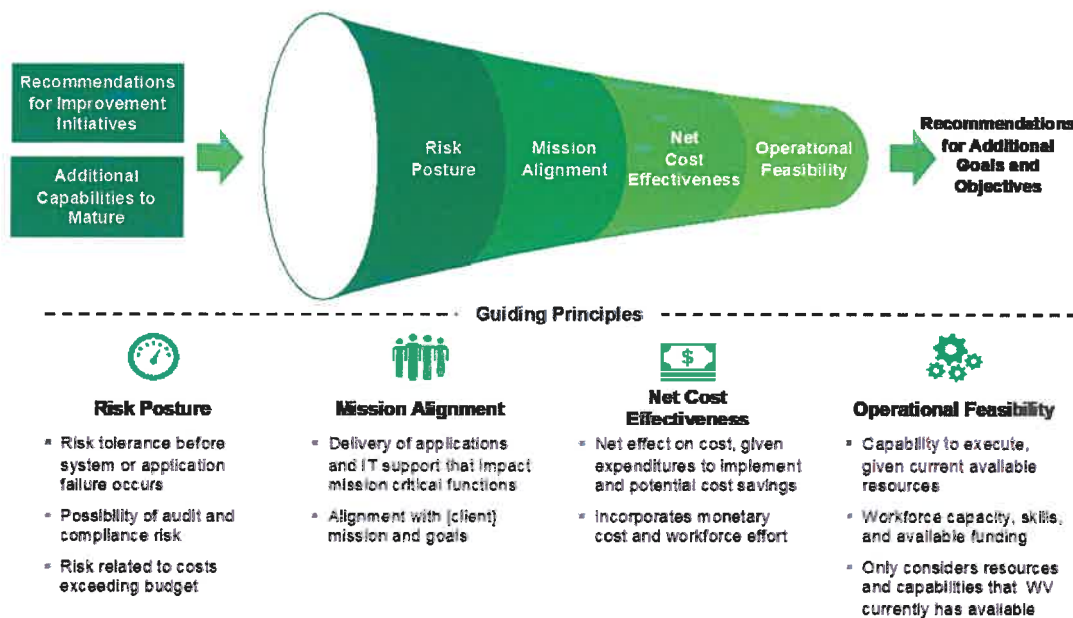 Recommendations
for Improvement
Initiatives
Additional
Capabilities to
Mature
Risk
Posture
Mission
Alignment
Net
Cost
Effectiveness
Operational
Feasibility
Recommendations
for Additional
Goals and
Objectives
Guiding Principles
$
Risk Posture
▪ Risk tolerance before
system or application
failure occurs
▪ Possibility of audit and
compliance risk
▪ Risk related to costs
exceeding budget
Mission Alignment
▪ Delivery of applications
and IT support that impact
mission critical functions
▪ Alignment with [client]
mission and goals
Net Cost
Effectiveness
▪ Net effect on cost, given
expenditures to implement
and potential cost savings
▪ Incorporates monetary
cost and workforce effort
Operational Feasibility
▪ Capability to execute,
given current available
resources
▪ Workforce capacity, skills,
and available funding
▪ Only considers resources
and capabilities that WV
currently has available